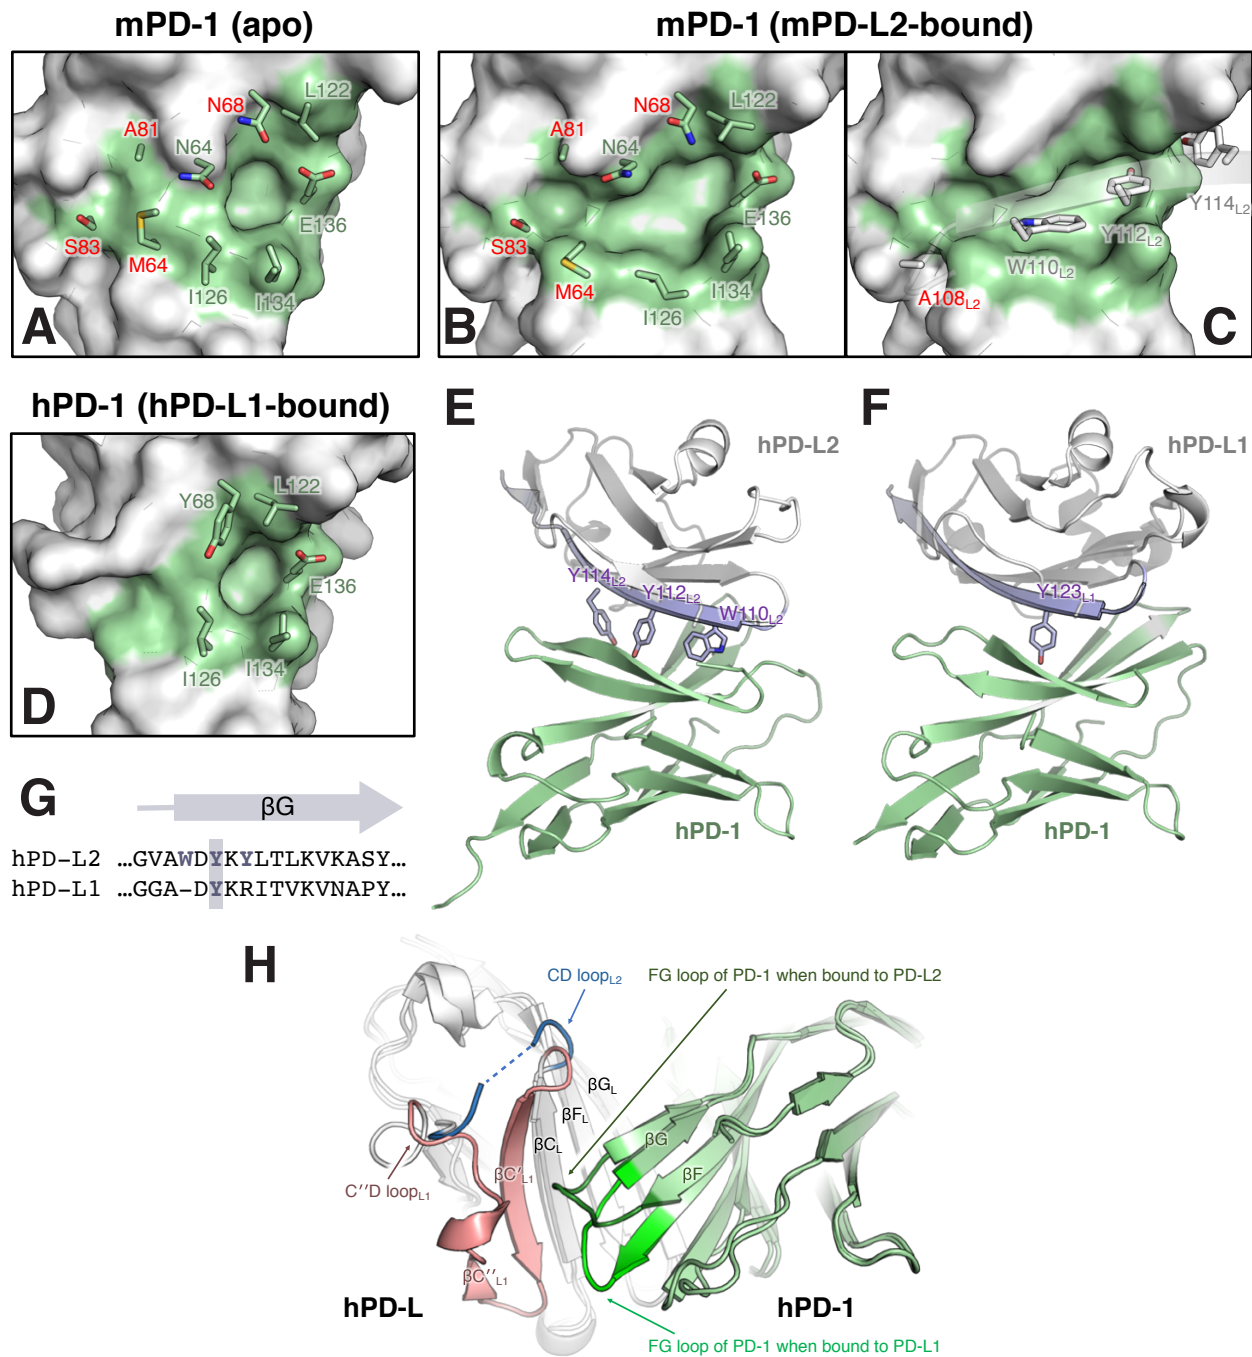 mPD-1 (apo)
mPD-1 (mPD-L2-bound)
N68
L122
A81
N64
E136
S83
M64
I126
I134
A
N68
L122
A81
N64
E136
S83
M64
I126
I134
B
Y114L2
Y112L2
W110L2
A108L2
C
hPD-1 (hPD-L1-bound)
Y68
L122
E136
I126
I134
D
E
hPD-L2
Y114L2
Y112L2
W110L2
hPD-1
F
hPD-L1
Y123L1
hPD-1
G
βG
hPD-L2 ...GVAWDYKYLTLKVKASY...
hPD-L1 ...GGA-DYKRITVKVNAPY...
H
CD loopL2
FG loop of PD-1 when bound to PD-L2
βGL
βFL
βCL
βG
βF
βC′L1
C′′D loopL1
βC′′L1
hPD-L
hPD-1
FG loop of PD-1 when bound to PD-L1